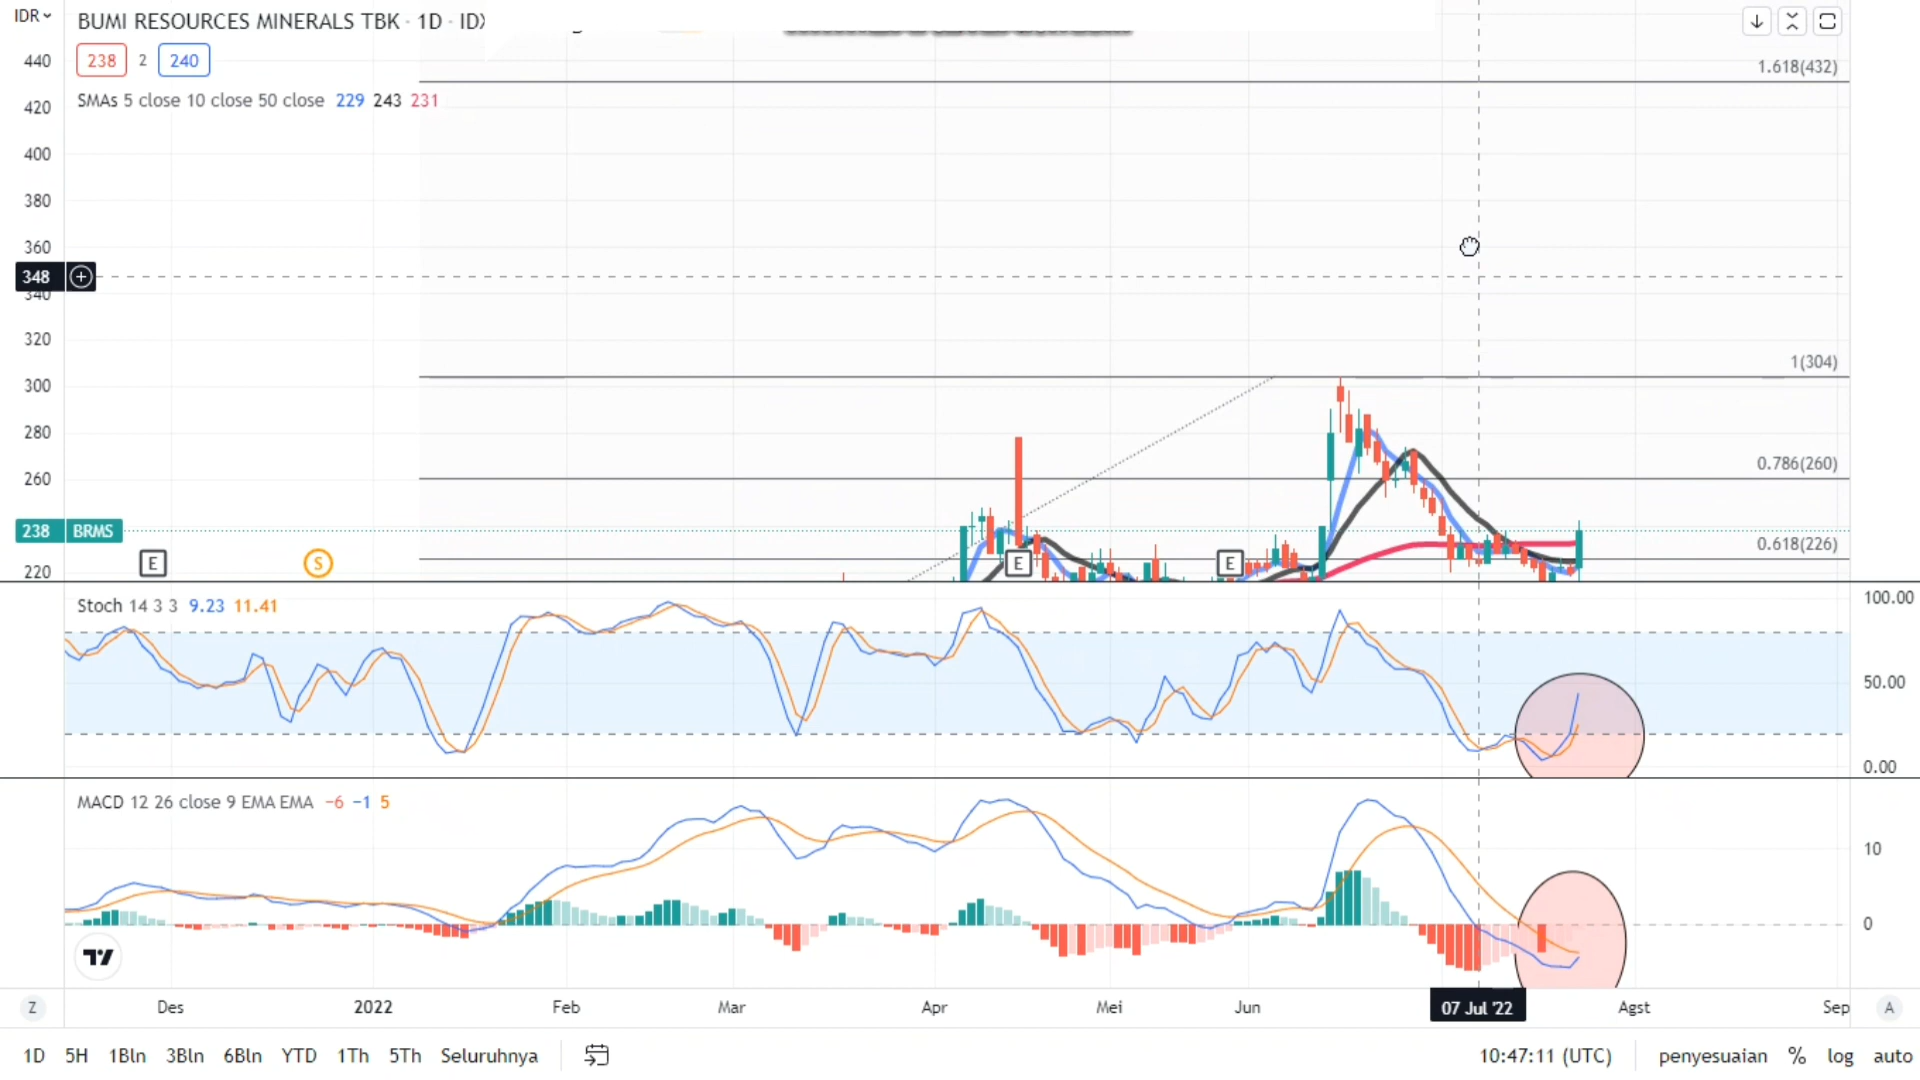 IDR
BUMI RESOURCES MINERALS TBK · 1D · IDX
238 2 240
SMAs 5 close 10 close 50 close 229 243 231
440
420
400
380
360
348
340
320
300
280
260
238 BRMS
220
1.618(432)
1(304)
0.786(260)
0.618(226)
E
S
E
E
Stoch 14 3 3 9.23 11.41
100.00
50.00
0.00
MACD 12 26 close 9 EMA EMA −6 −1 5
10
0
Z Des 2022 Feb Mar Apr Mei Jun 07 Jul '22 Agst Sep A
1D 5H 1Bln 3Bln 6Bln YTD 1Th 5Th Seluruhnya 10:47:11 (UTC) penyesuaian % log auto